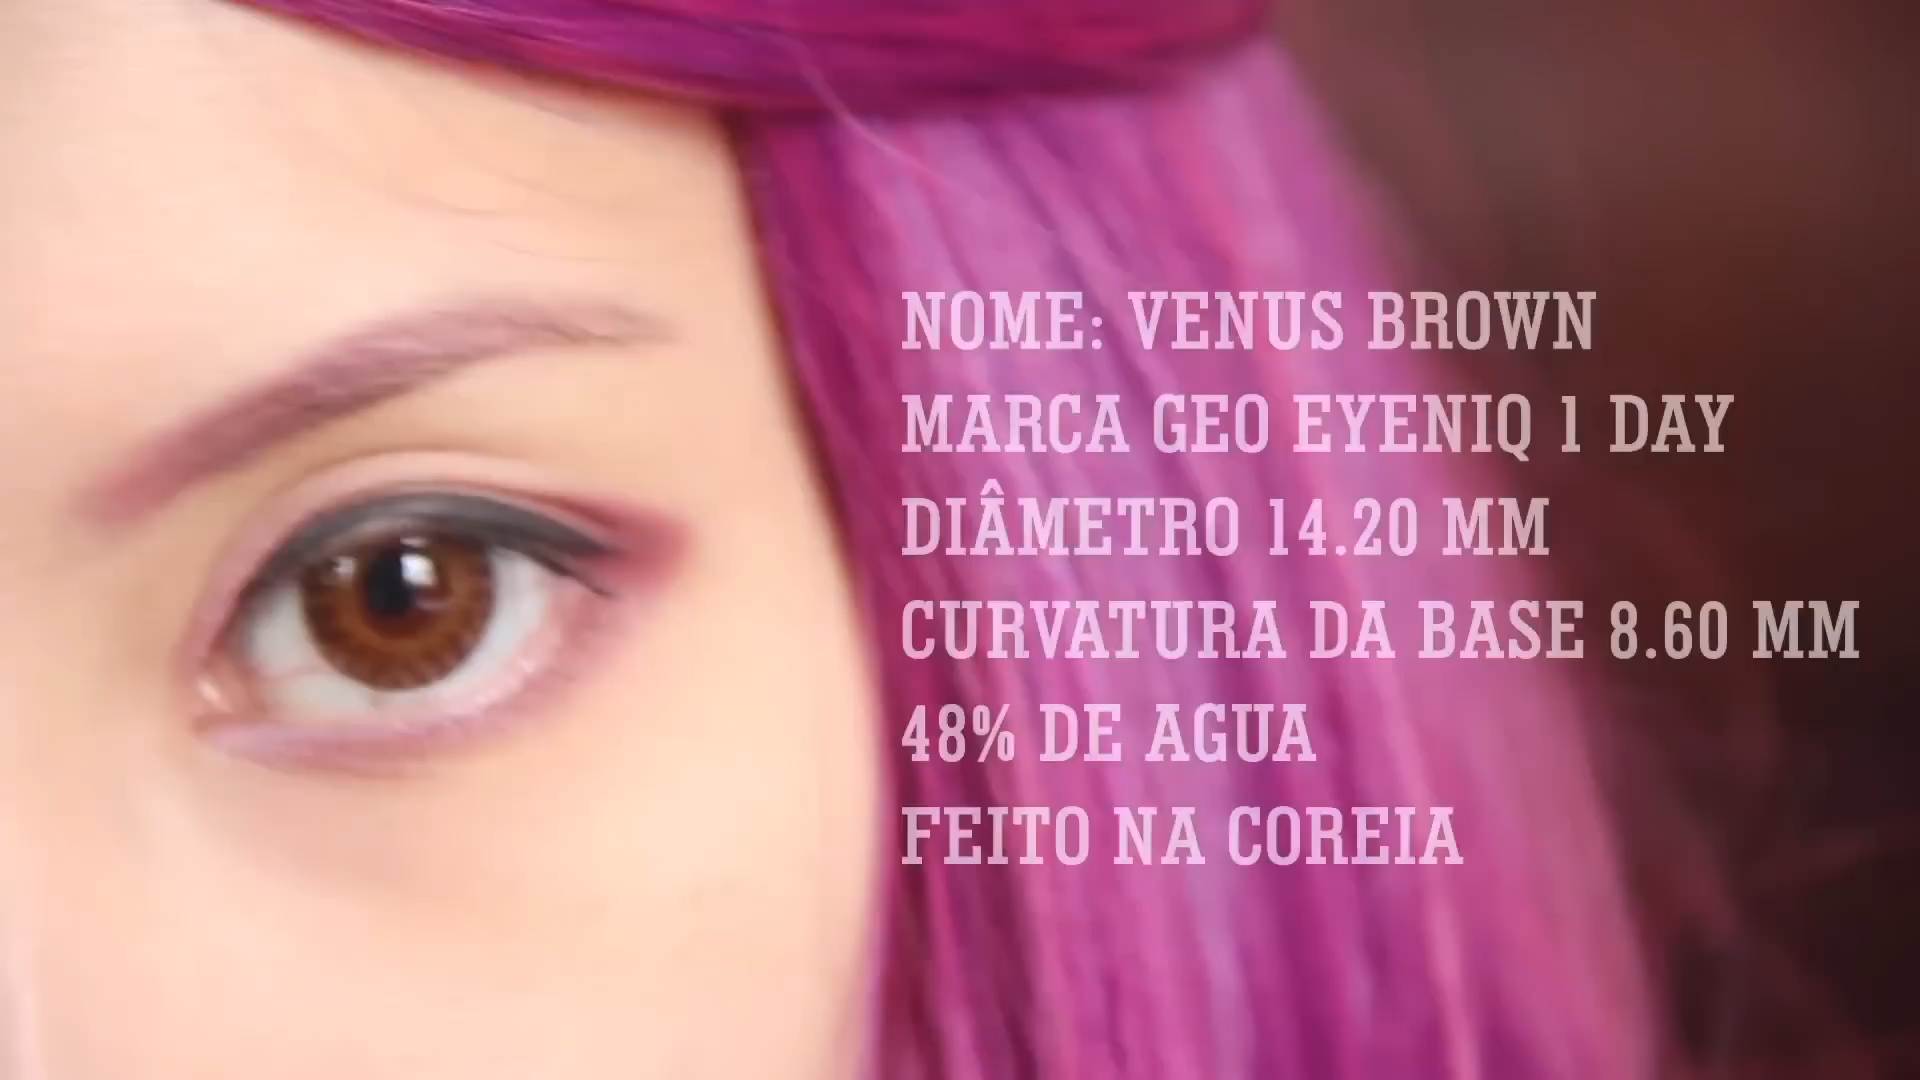 NOME: VENUS BROWN
MARCA GEO EYENIQ 1 DAY
DIÂMETRO 14.20 MM
CURVATURA DA BASE 8.60 MM
48% DE AGUA
FEITO NA COREIA